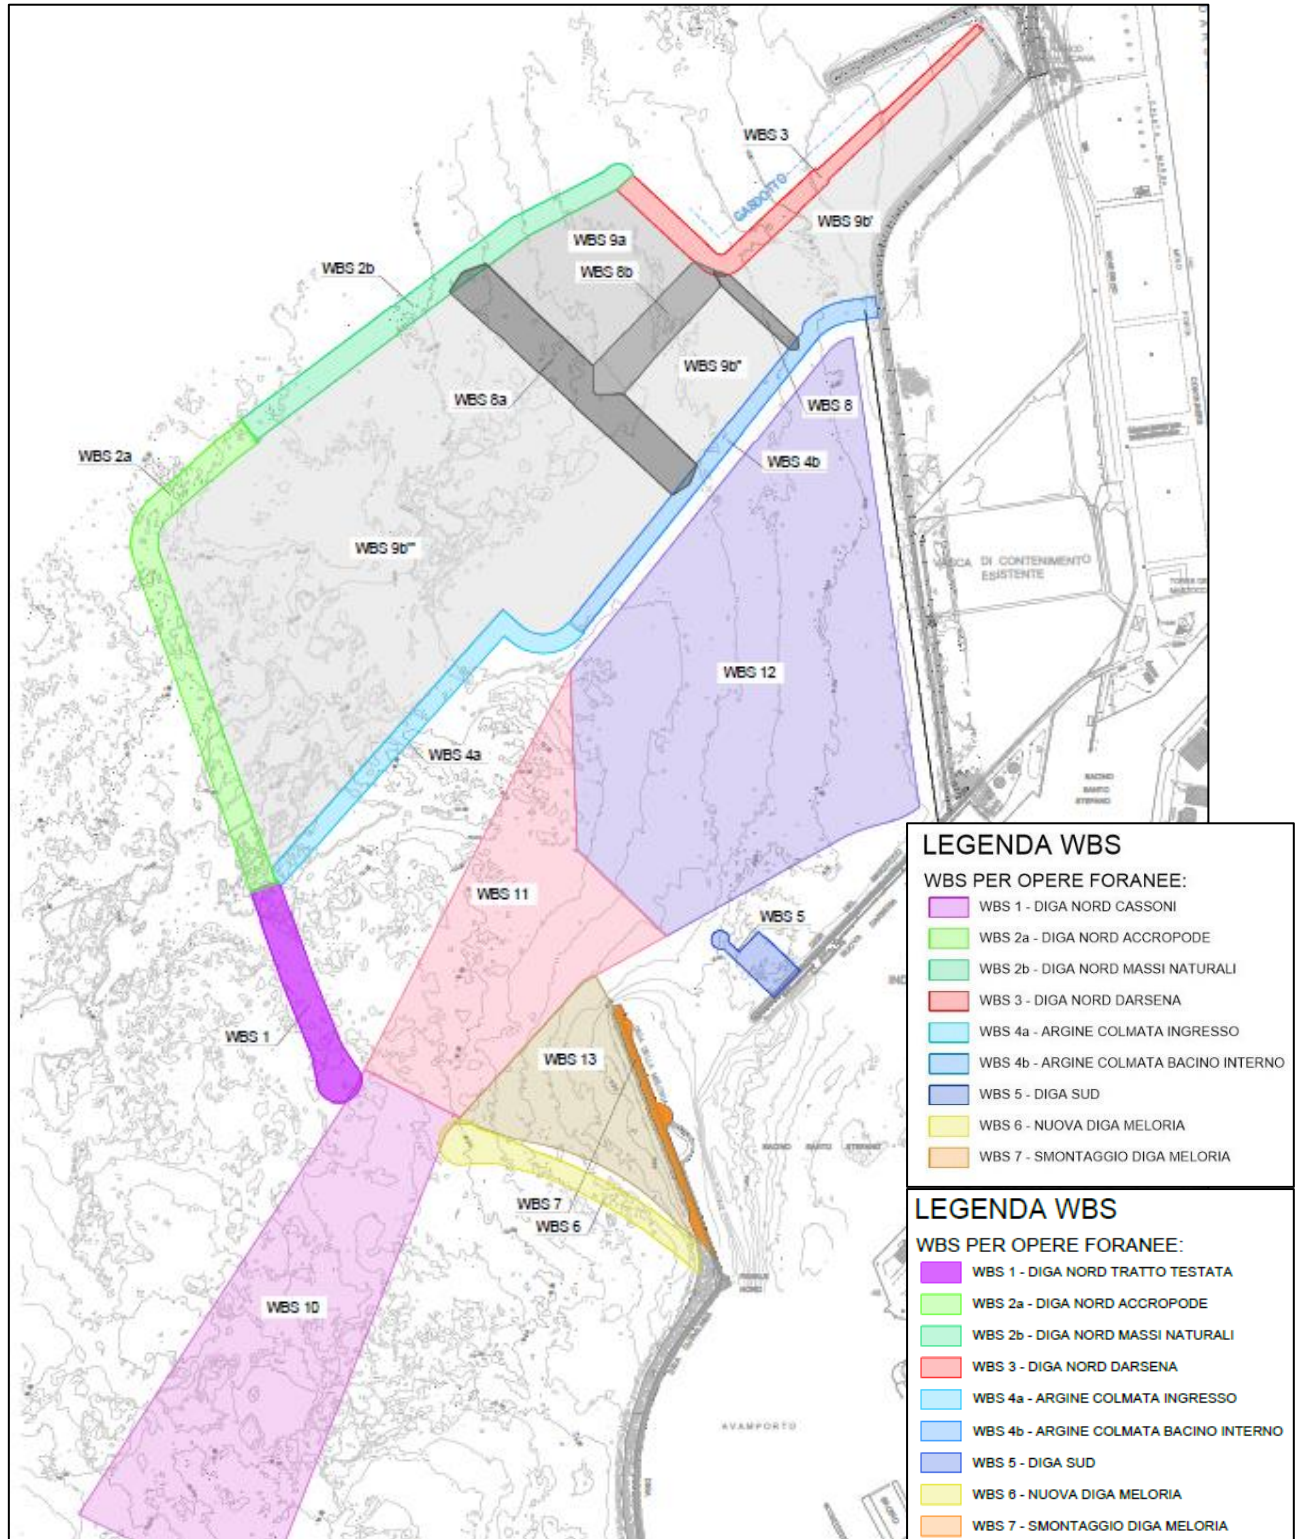 WBS 3
GASDOTTO
WBS 9b'
WBS 9a
WBS 2b
WBS 8b
WBS 9b"
WBS 8a
WBS 8
WBS 4b
WBS 2a
WBS 9b'"
VASCA DI CONTENIMENTO
ESISTENTE
WBS 12
WBS 4a
BACINO
SANTO
STEFANO
WBS 11
WBS 5
WBS 1
WBS 13
BACINO SANTO STEFANO
WBS 7
WBS 6
WBS 10
AVAMPORTO
LEGENDA WBS
WBS PER OPERE FORANEE:
WBS 1 - DIGA NORD CASSONI
WBS 2a - DIGA NORD ACCROPODE
WBS 2b - DIGA NORD MASSI NATURALI
WBS 3 - DIGA NORD DARSENA
WBS 4a - ARGINE COLMATA INGRESSO
WBS 4b - ARGINE COLMATA BACINO INTERNO
WBS 5 - DIGA SUD
WBS 6 - NUOVA DIGA MELORIA
WBS 7 - SMONTAGGIO DIGA MELORIA
LEGENDA WBS
WBS PER OPERE FORANEE:
WBS 1 - DIGA NORD TRATTO TESTATA
WBS 2a - DIGA NORD ACCROPODE
WBS 2b - DIGA NORD MASSI NATURALI
WBS 3 - DIGA NORD DARSENA
WBS 4a - ARGINE COLMATA INGRESSO
WBS 4b - ARGINE COLMATA BACINO INTERNO
WBS 5 - DIGA SUD
WBS 6 - NUOVA DIGA MELORIA
WBS 7 - SMONTAGGIO DIGA MELORIA